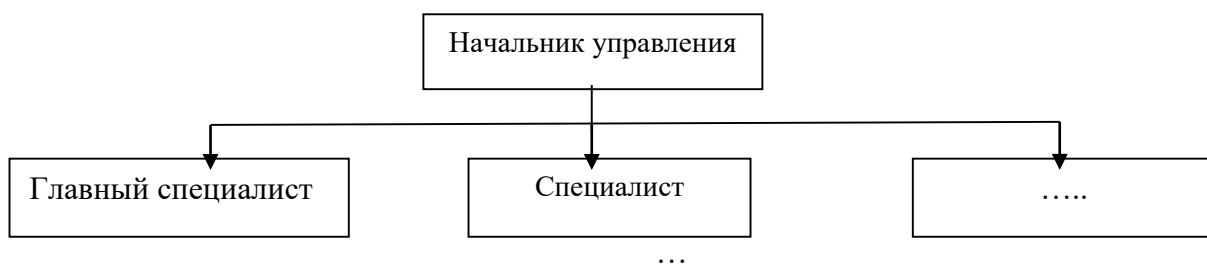 Начальник управления
Главный специалист
Специалист
…..
…